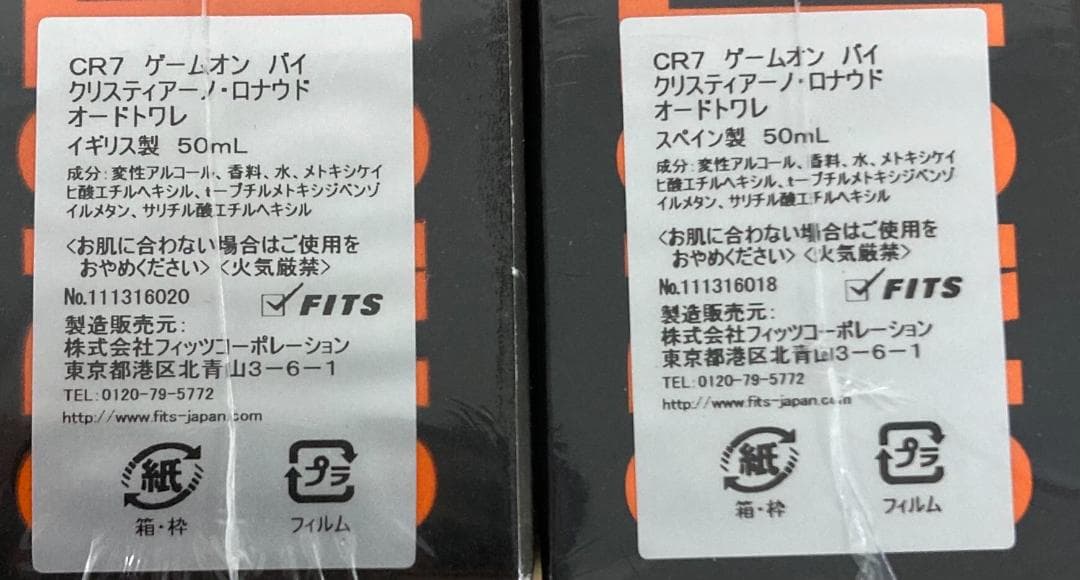 CR7 ゲームオン バイ
クリスティアーノ・ロナウド
オードトワレ
イギリス製 50mL
成分:変性アルコール、香料、水、メトキシケイ
ヒ酸エチルヘキシル、t-ブチルメトキシジベンゾ
イルメタン、サリチル酸エチルヘキシル
<お肌に合わない場合はご使用を
おやめください> <火気厳禁>
No.111316020 FITS
製造販売元:
株式会社フィッツコーポレーション
東京都港区北青山3-6-1
TEL:0120-79-5772
http://www.fits-japan.com
紙 プラ
箱・枠 フィルム
CR7 ゲームオン バイ
クリスティアーノ・ロナウド
オードトワレ
スペイン製 50mL
成分:変性アルコール、香料、水、メトキシケイ
ヒ酸エチルヘキシル、t-ブチルメトキシジベンゾ
イルメタン、サリチル酸エチルヘキシル
<お肌に合わない場合はご使用を
おやめください> <火気厳禁>
No.111316018 FITS
製造販売元:
株式会社フィッツコーポレーション
東京都港区北青山3-6-1
TEL:0120-79-5772
http://www.fits-japan.com
紙 プラ
箱・枠 フィルム